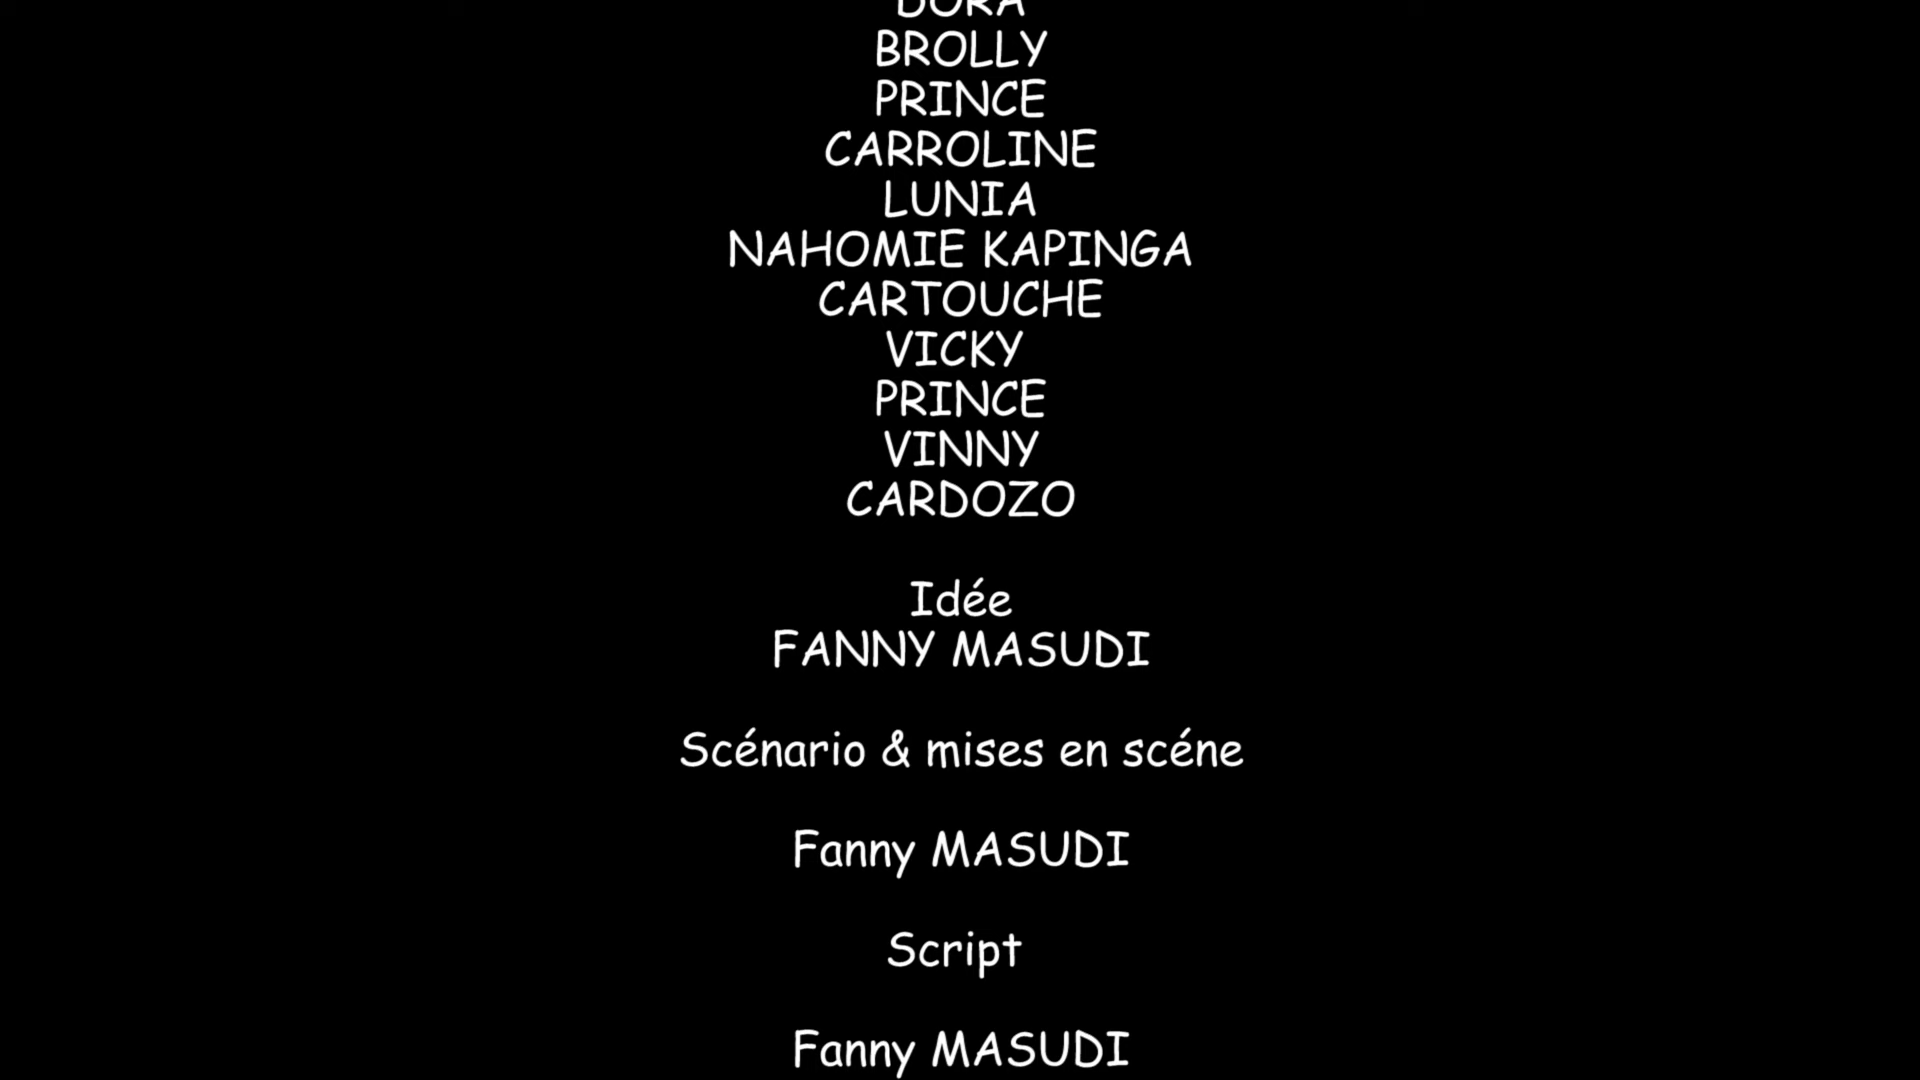 DORA
BROLLY
PRINCE
CARROLINE
LUNIA
NAHOMIE KAPINGA
CARTOUCHE
VICKY
PRINCE
VINNY
CARDOZO
Idée
FANNY MASUDI
Scénario & mises en scéne
Fanny MASUDI
Script
Fanny MASUDI